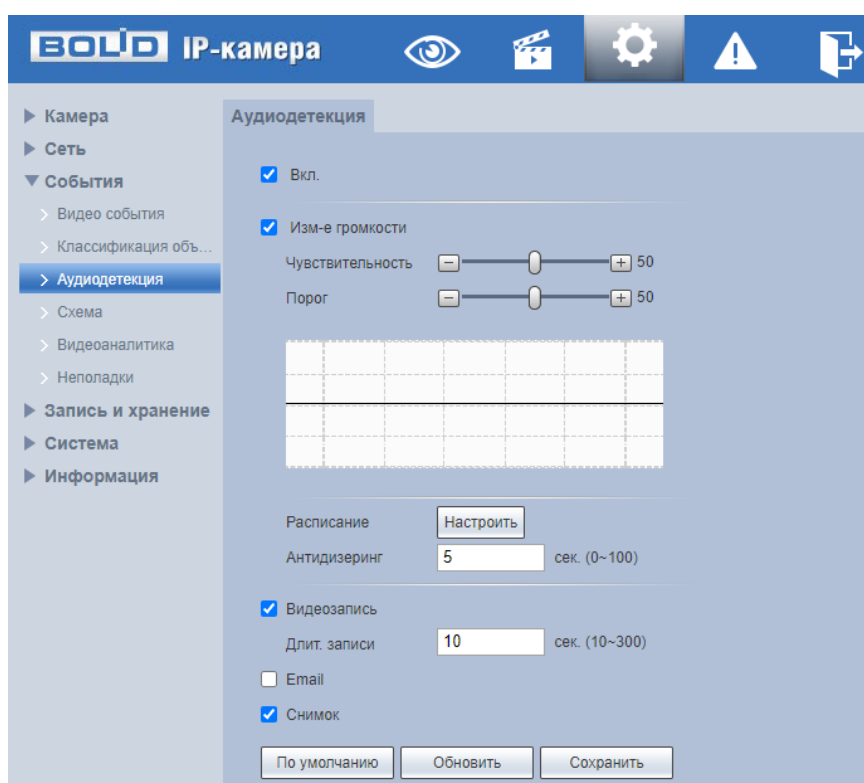 BOLID IP-камера
Камера
Сеть
События
Видео события
Классификация объ...
Аудиодетекция
Схема
Видеоаналитика
Неполадки
Запись и хранение
Система
Информация
Аудиодетекция
Вкл.
Изм-е громкости
Чувствительность 50
Порог 50
Расписание Настроить
Антидизеринг 5 сек. (0~100)
Видеозапись
Длит. записи 10 сек. (10~300)
Email
Снимок
По умолчанию Обновить Сохранить